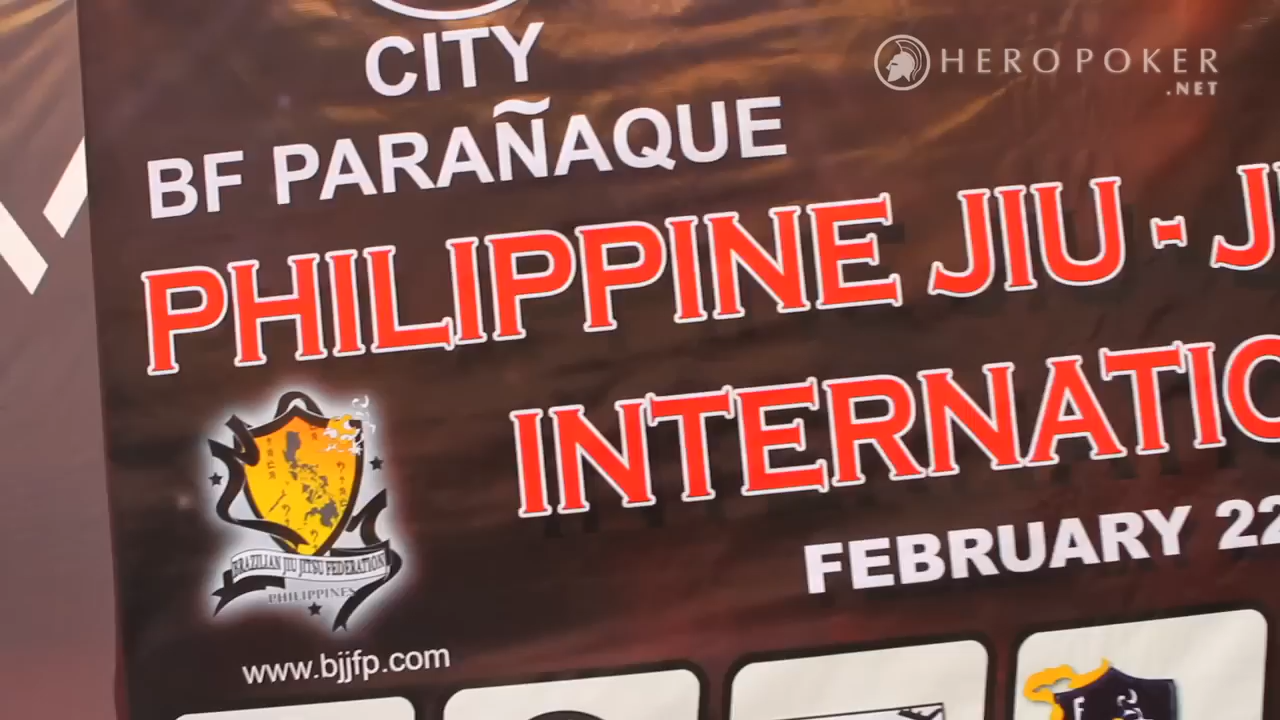 CITY
BF PARAÑAQUE
HEROPOKER
.NET
PHILIPPINE JIU - J
INTERNATIO
FEBRUARY 22
BRAZILIAN JIU JITSU FEDERATION
PHILIPPINES
www.bjjfp.com